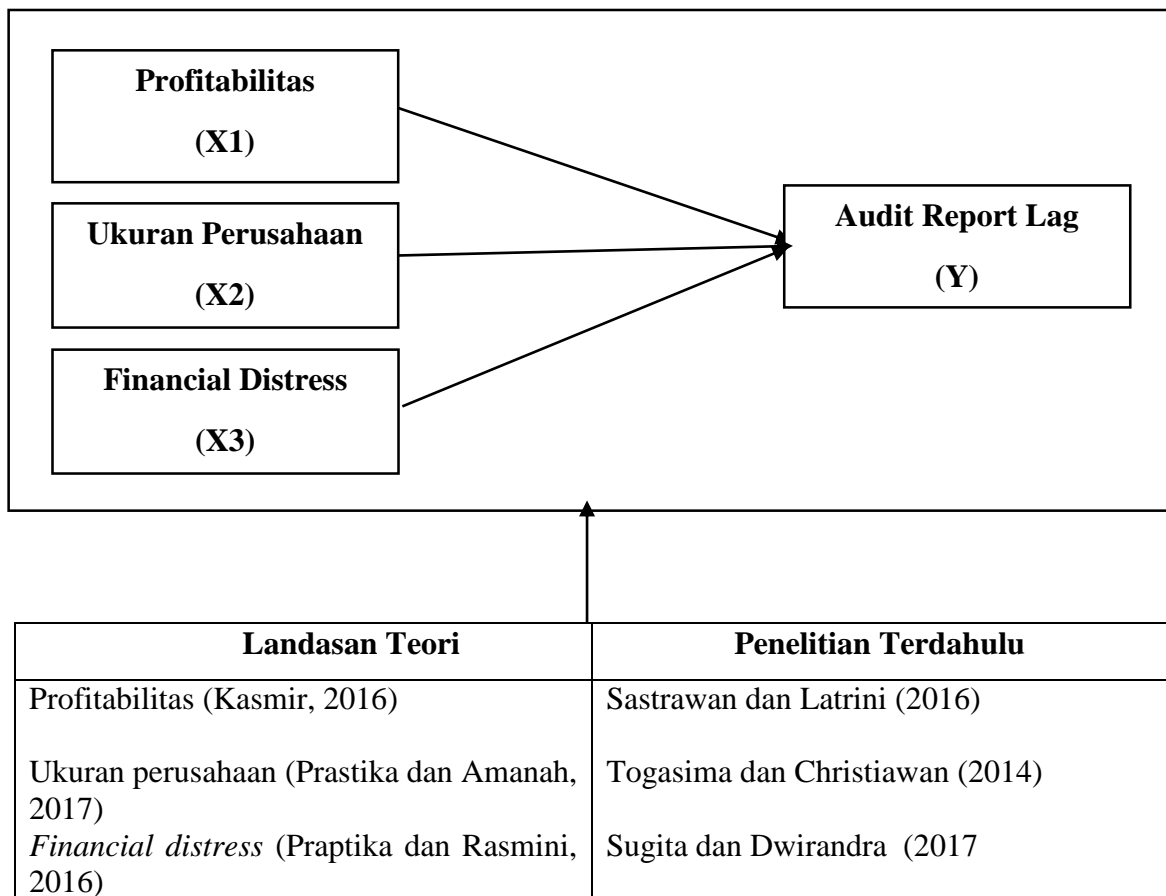 Profitabilitas
(X1)
Ukuran Perusahaan
(X2)
Financial Distress
(X3)
Audit Report Lag
(Y)
Landasan Teori
Penelitian Terdahulu
Profitabilitas (Kasmir, 2016)
Sastrawan dan Latrini (2016)
Ukuran perusahaan (Prastika dan Amanah,
2017)
Togasima dan Christiawan (2014)
Financial distress (Praptika dan Rasmini,
2016)
Sugita dan Dwirandra (2017